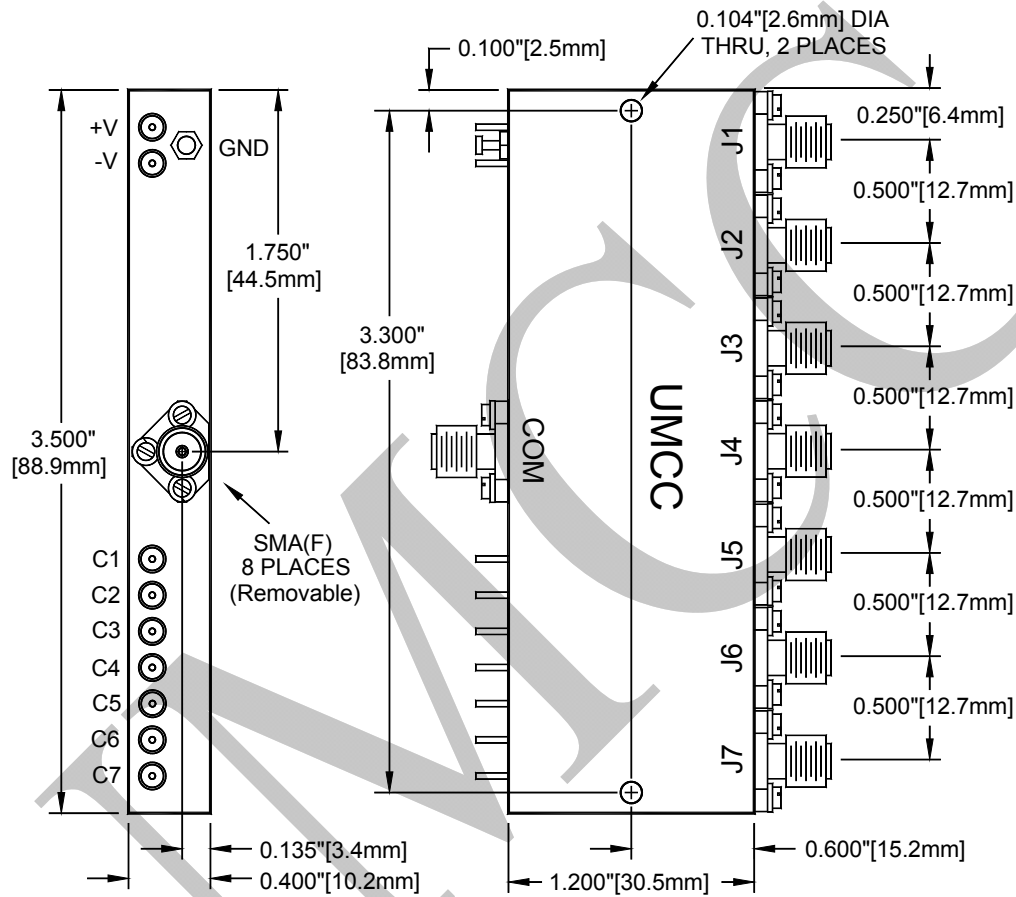 0.104"[2.6mm] DIA
THRU, 2 PLACES
0.100"[2.5mm]
+V
-V
GND
1.750"
[44.5mm]
3.500"
[88.9mm]
SMA(F)
8 PLACES
(Removable)
C1
C2
C3
C4
C5
C6
C7
0.135"[3.4mm]
0.400"[10.2mm]
3.300"
[83.8mm]
COM
UMCC
J1
J2
J3
J4
J5
J6
J7
0.250"[6.4mm]
0.500"[12.7mm]
0.500"[12.7mm]
0.500"[12.7mm]
0.500"[12.7mm]
0.500"[12.7mm]
0.500"[12.7mm]
0.600"[15.2mm]
1.200"[30.5mm]
UMCC